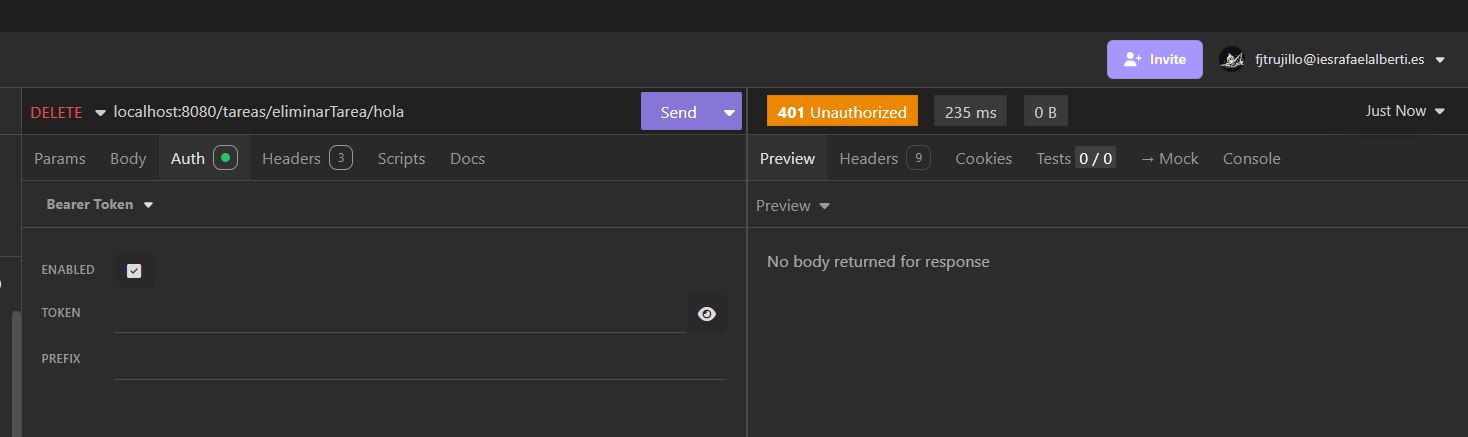 Invite fjtrujillo@iesrafaelalberti.es
DELETE localhost:8080/tareas/eliminarTarea/hola Send
401 Unauthorized 235 ms 0 B Just Now
Params Body Auth Headers 3 Scripts Docs
Preview Headers 9 Cookies Tests 0 / 0 → Mock Console
Bearer Token
Preview
ENABLED
No body returned for response
TOKEN
PREFIX